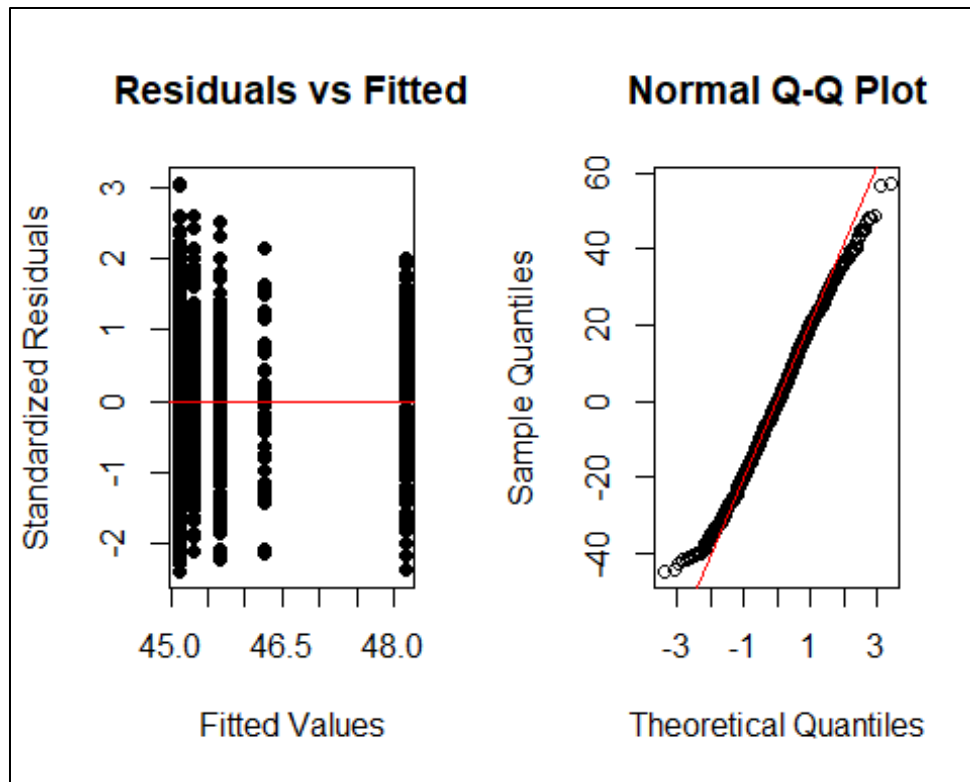 Residuals vs Fitted
Standardized Residuals
3
2
1
0
-1
-2
45.0 46.5 48.0
Fitted Values
Normal Q-Q Plot
Sample Quantiles
60
40
20
0
-20
-40
-3 -1 1 3
Theoretical Quantiles